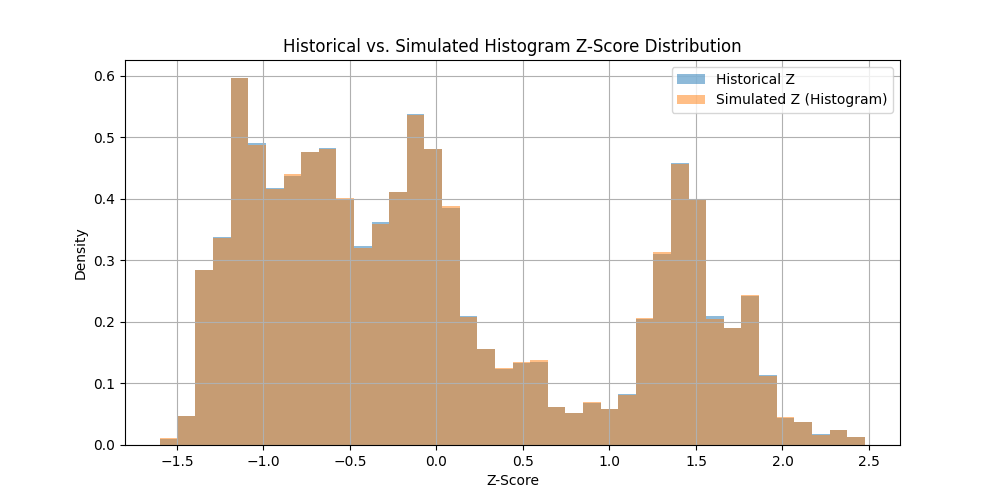 Historical vs. Simulated Histogram Z-Score Distribution
Historical Z
Simulated Z (Histogram)
Density
0.6
0.5
0.4
0.3
0.2
0.1
0.0
−1.5 −1.0 −0.5 0.0 0.5 1.0 1.5 2.0 2.5
Z-Score